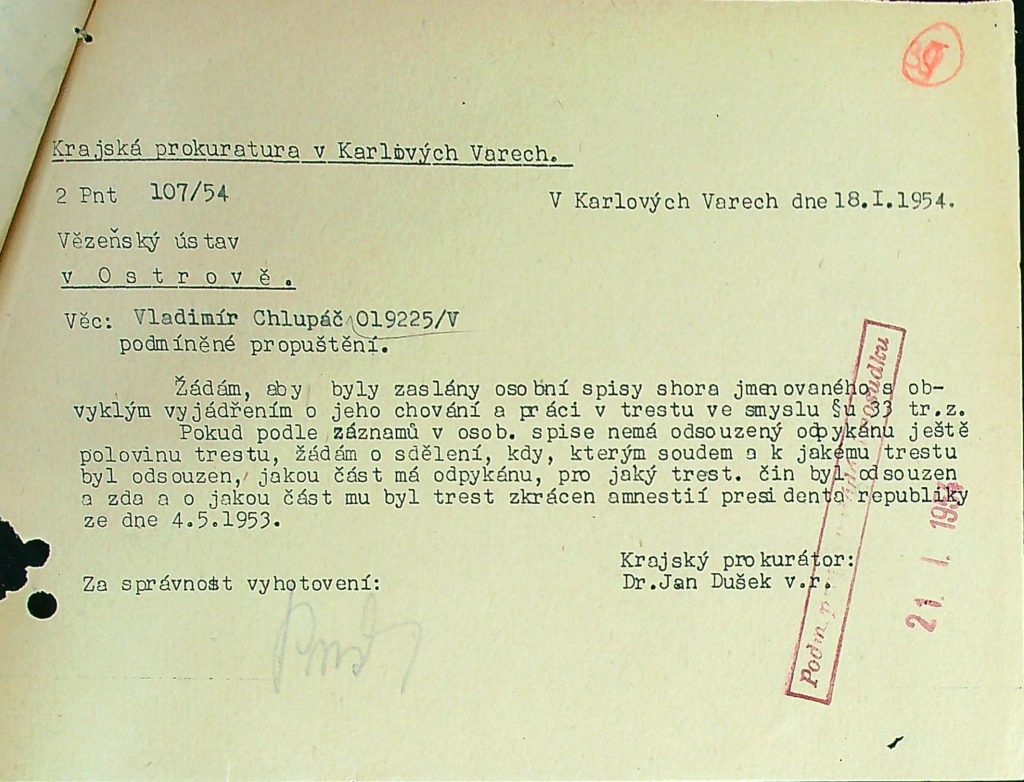 Krajská prokuratura v Karlových Varech.
2 Pnt 107/54
V Karlových Varech dne 18.I.1954.
Vězeňský ústav
v Ostrově.
Věc: Vladimír Chlupáč 019225/V
podmíněné propuštění.
Žádám, aby byly zaslány osobní spisy shora jmenovaného s ob-
vyklým vyjádřením o jeho chování a práci v trestu ve smyslu §u 33 tr.z.
Pokud podle záznamů v osob. spise nemá odsouzený odpykánu ještě
polovinu trestu, žádám o sdělení, kdy, kterým soudem a k jakému trestu
byl odsouzen, jakou část má odpykánu, pro jaký trest. čin byl odsouzen
a zda a o jakou část mu byl trest zkrácen amnestií presidenta republiky
ze dne 4.5.1953.
Krajský prokurátor:
Dr.Jan Dušek v.r.
Za správnost vyhotovení:
Podm. posudku
21. I. 1954